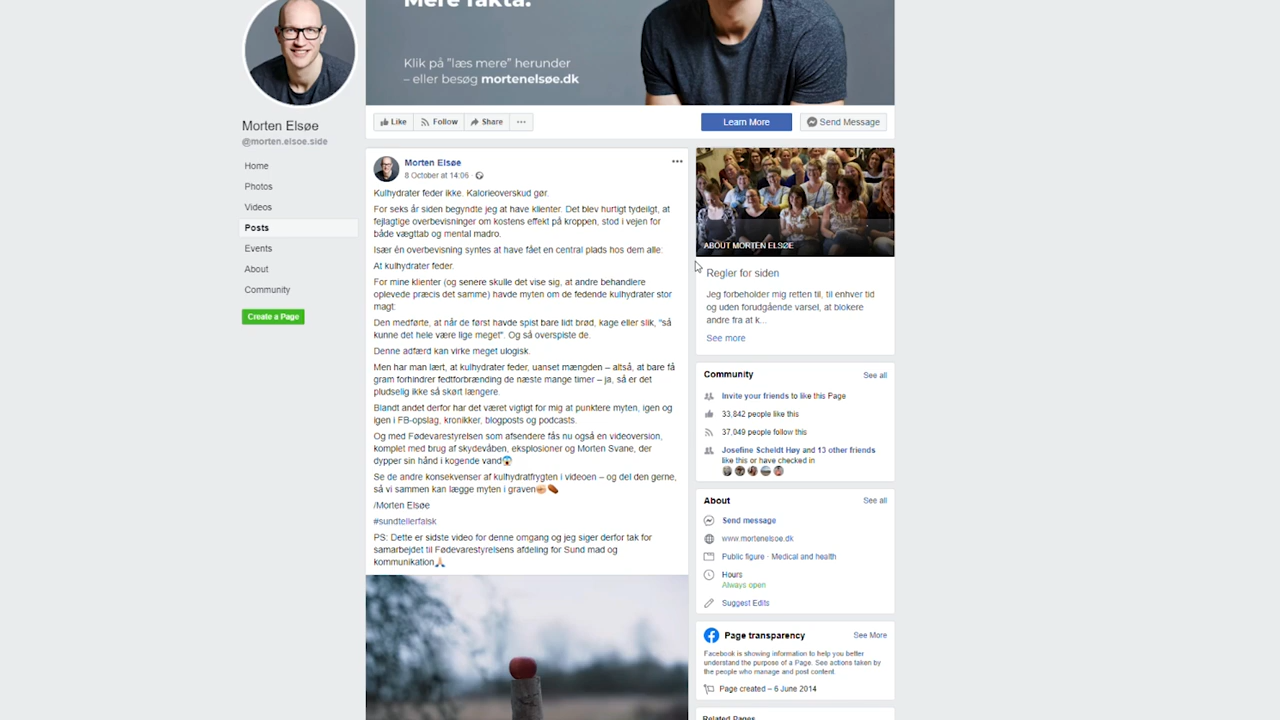 Mere fakta.
Klik på "læs mere" herunder
– eller besøg mortenelsøe.dk
Morten Elsøe
@morten.elsoe.side
Home
Photos
Videos
Posts
Events
About
Community
Create a Page
Like
Follow
Share
Learn More
Send Message
Morten Elsøe
8 October at 14:06 ·
Kulhydrater feder ikke. Kalorieoverskud gør.
For seks år siden begyndte jeg at have klienter. Det blev hurtigt tydeligt, at
fejlagtige overbevisninger om kostens effekt på kroppen, stod i vejen for
både vægttab og mental madro.
Især én overbevisning syntes at have fået en central plads hos dem alle:
At kulhydrater feder.
For mine klienter (og senere skulle det vise sig, at andre behandlere
oplevede præcis det samme) havde myten om de fedende kulhydrater stor
magt:
Den medførte, at når de først havde spist bare lidt brød, kage eller slik, "så
kunne det hele være lige meget". Og så overspiste de.
Denne adfærd kan virke meget ulogisk.
Men har man lært, at kulhydrater feder, uanset mængden – altså, at bare få
gram forhindrer fedtforbrænding de næste mange timer – ja, så er det
pludselig ikke så skørt længere.
Blandt andet derfor har det været vigtigt for mig at punktere myten, igen og
igen i FB-opslag, kronikker, blogposts og podcasts.
Og med Fødevarestyrelsen som afsendere fås nu også en videoversion,
komplet med brug af skydevåben, eksplosioner og Morten Svane, der
dypper sin hånd i kogende vand😱
Se de andre konsekvenser af kulhydratfrygten i videoen – og del den gerne,
så vi sammen kan lægge myten i graven✊🏼⚰️
/Morten Elsøe
#sundtellerfalsk
PS: Dette er sidste video for denne omgang og jeg siger derfor tak for
samarbejdet til Fødevarestyrelsens afdeling for Sund mad og
kommunikation🙏🏼
ABOUT MORTEN ELSØE
Regler for siden
Jeg forbeholder mig retten til, til enhver tid
og uden forudgående varsel, at blokere
andre fra at k...
See more
Community
See all
Invite your friends to like this Page
33,842 people like this
37,049 people follow this
Josefine Scheldt Høy and 13 other friends
like this or have checked in
About
See all
Send message
www.mortenelsoe.dk
Public figure · Medical and health
Hours
Always open
Suggest Edits
Page transparency
See More
Facebook is showing information to help you better
understand the purpose of a Page. See actions taken by
the people who manage and post content.
Page created – 6 June 2014
Related Pages